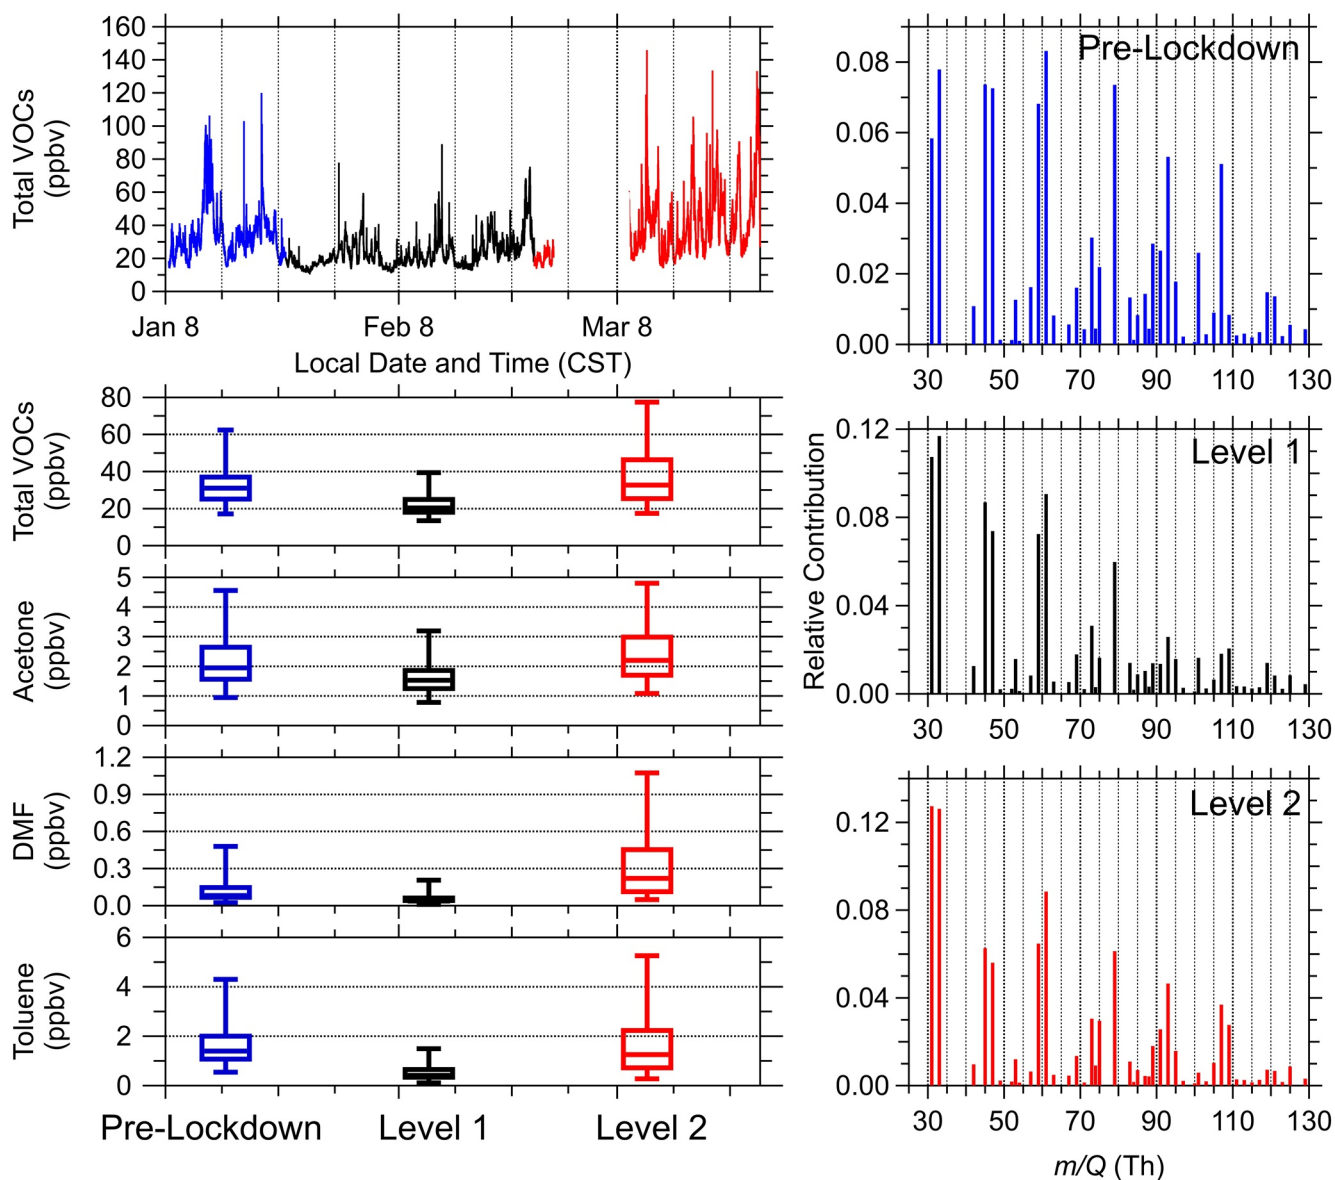 Total VOCs
(ppbv)
160
140
120
100
80
60
40
20
0
Jan 8
Feb 8
Mar 8
Local Date and Time (CST)
Total VOCs
(ppbv)
80
60
40
20
0
Acetone
(ppbv)
5
4
3
2
1
0
DMF
(ppbv)
1.2
0.9
0.6
0.3
0.0
Toluene
(ppbv)
6
4
2
0
Pre-Lockdown
Level 1
Level 2
Pre-Lockdown
0.08
0.06
0.04
0.02
0.00
30 50 70 90 110 130
Relative Contribution
Level 1
0.12
0.08
0.04
0.00
30 50 70 90 110 130
Level 2
0.12
0.08
0.04
0.00
30 50 70 90 110 130
m/Q (Th)